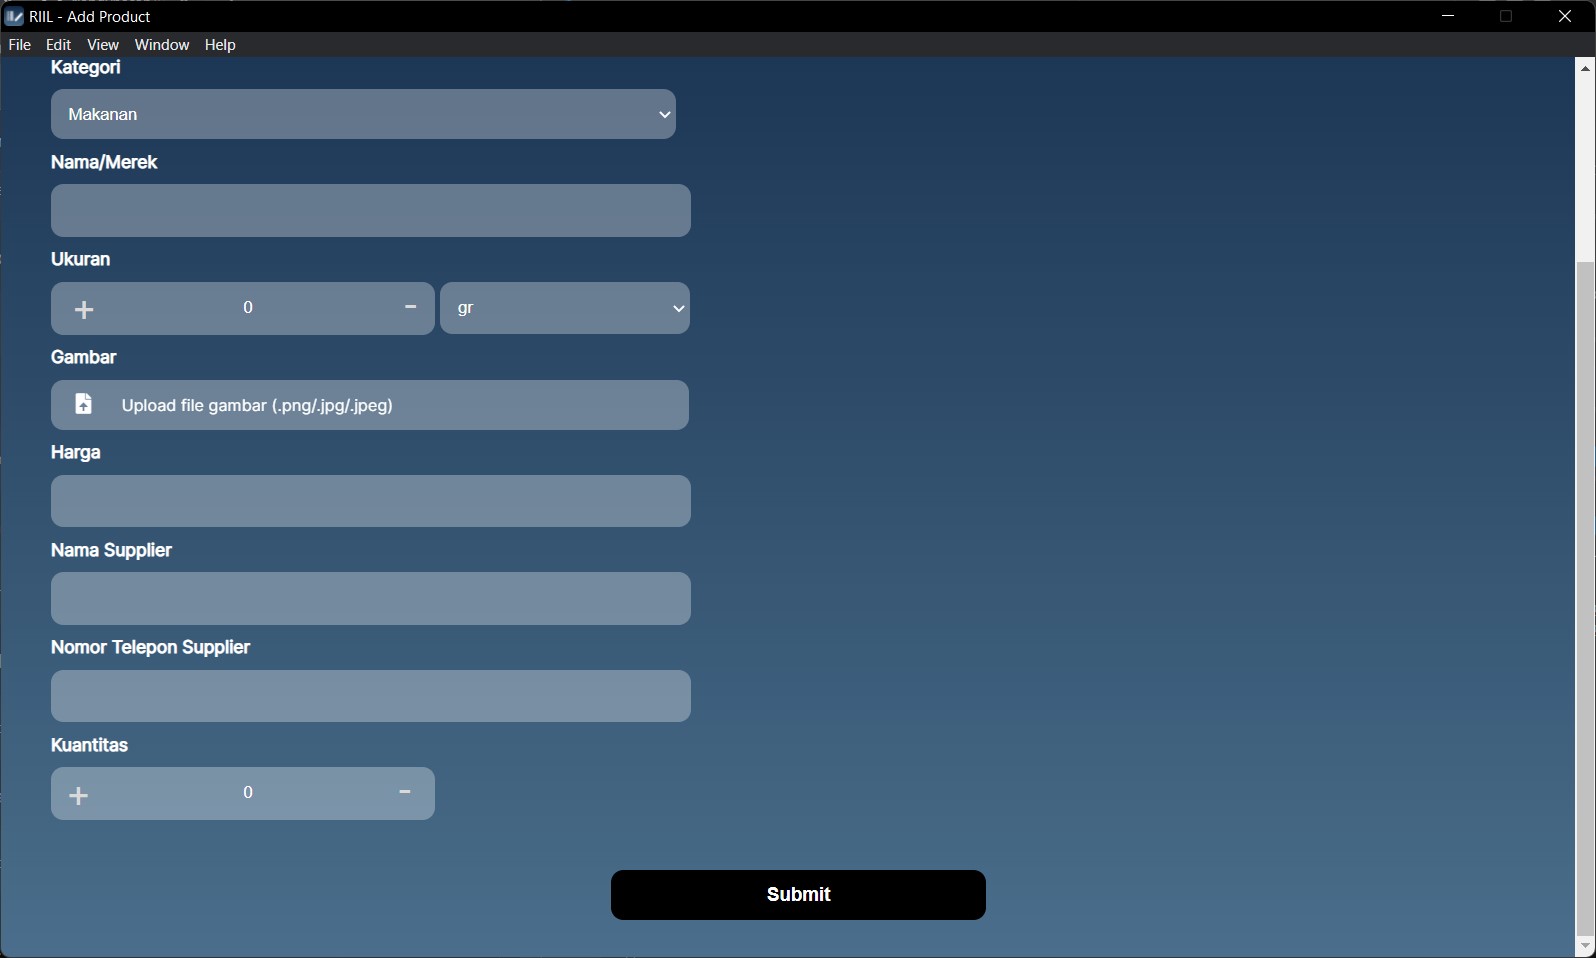 RIIL - Add Product
File Edit View Window Help
Kategori
Makanan
Nama/Merek
Ukuran
+ 0 - gr
Gambar
Upload file gambar (.png/.jpg/.jpeg)
Harga
Nama Supplier
Nomor Telepon Supplier
Kuantitas
+ 0 -
Submit